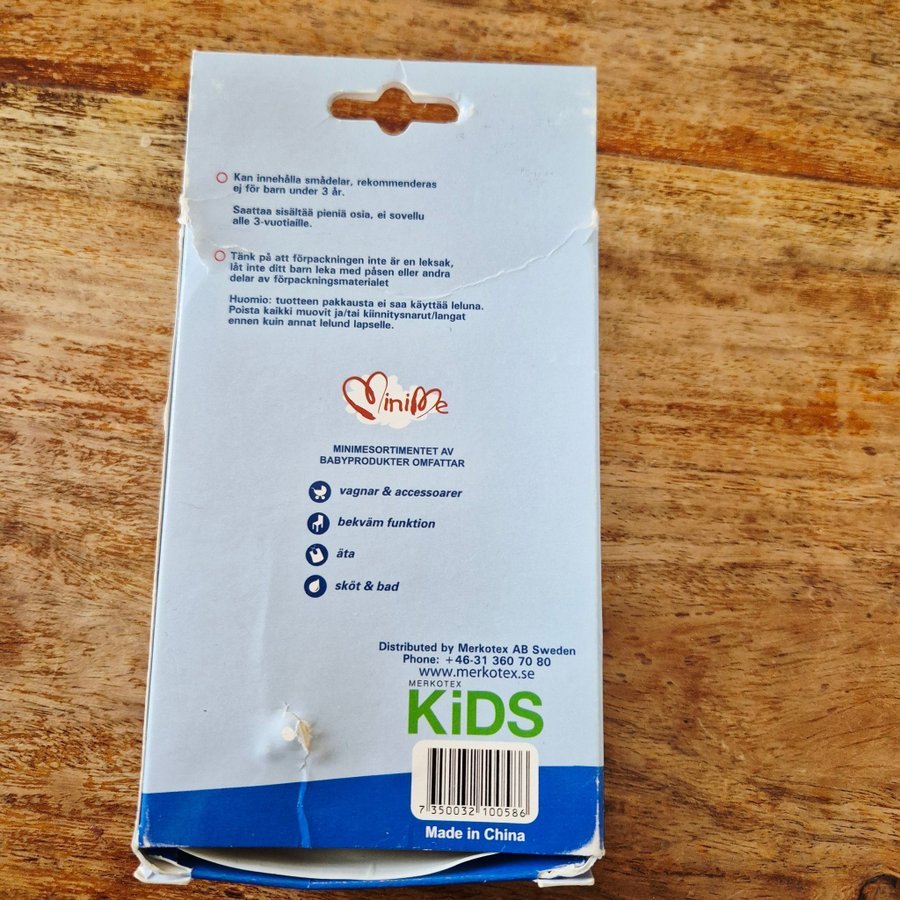 Kan innehålla smådelar, rekommenderas
ej för barn under 3 år.
Saattaa sisältää pieniä osia, ei sovellu
alle 3-vuotiaille.
Tänk på att förpackningen inte är en leksak,
låt inte ditt barn leka med påsen eller andra
delar av förpackningsmaterialet
Huomio: tuotteen pakkausta ei saa käyttää leluna.
Poista kaikki muovit ja/tai kiinnitysnarut/langat
ennen kuin annat lelund lapselle.
MiniMe
MINIMESORTIMENTET AV
BABYPRODUKTER OMFATTAR
vagnar & accessoarer
bekväm funktion
äta
sköt & bad
Distributed by Merkotex AB Sweden
Phone: +46-31 360 70 80
www.merkotex.se
MERKOTEX
KiDS
7 350032 100586
Made in China